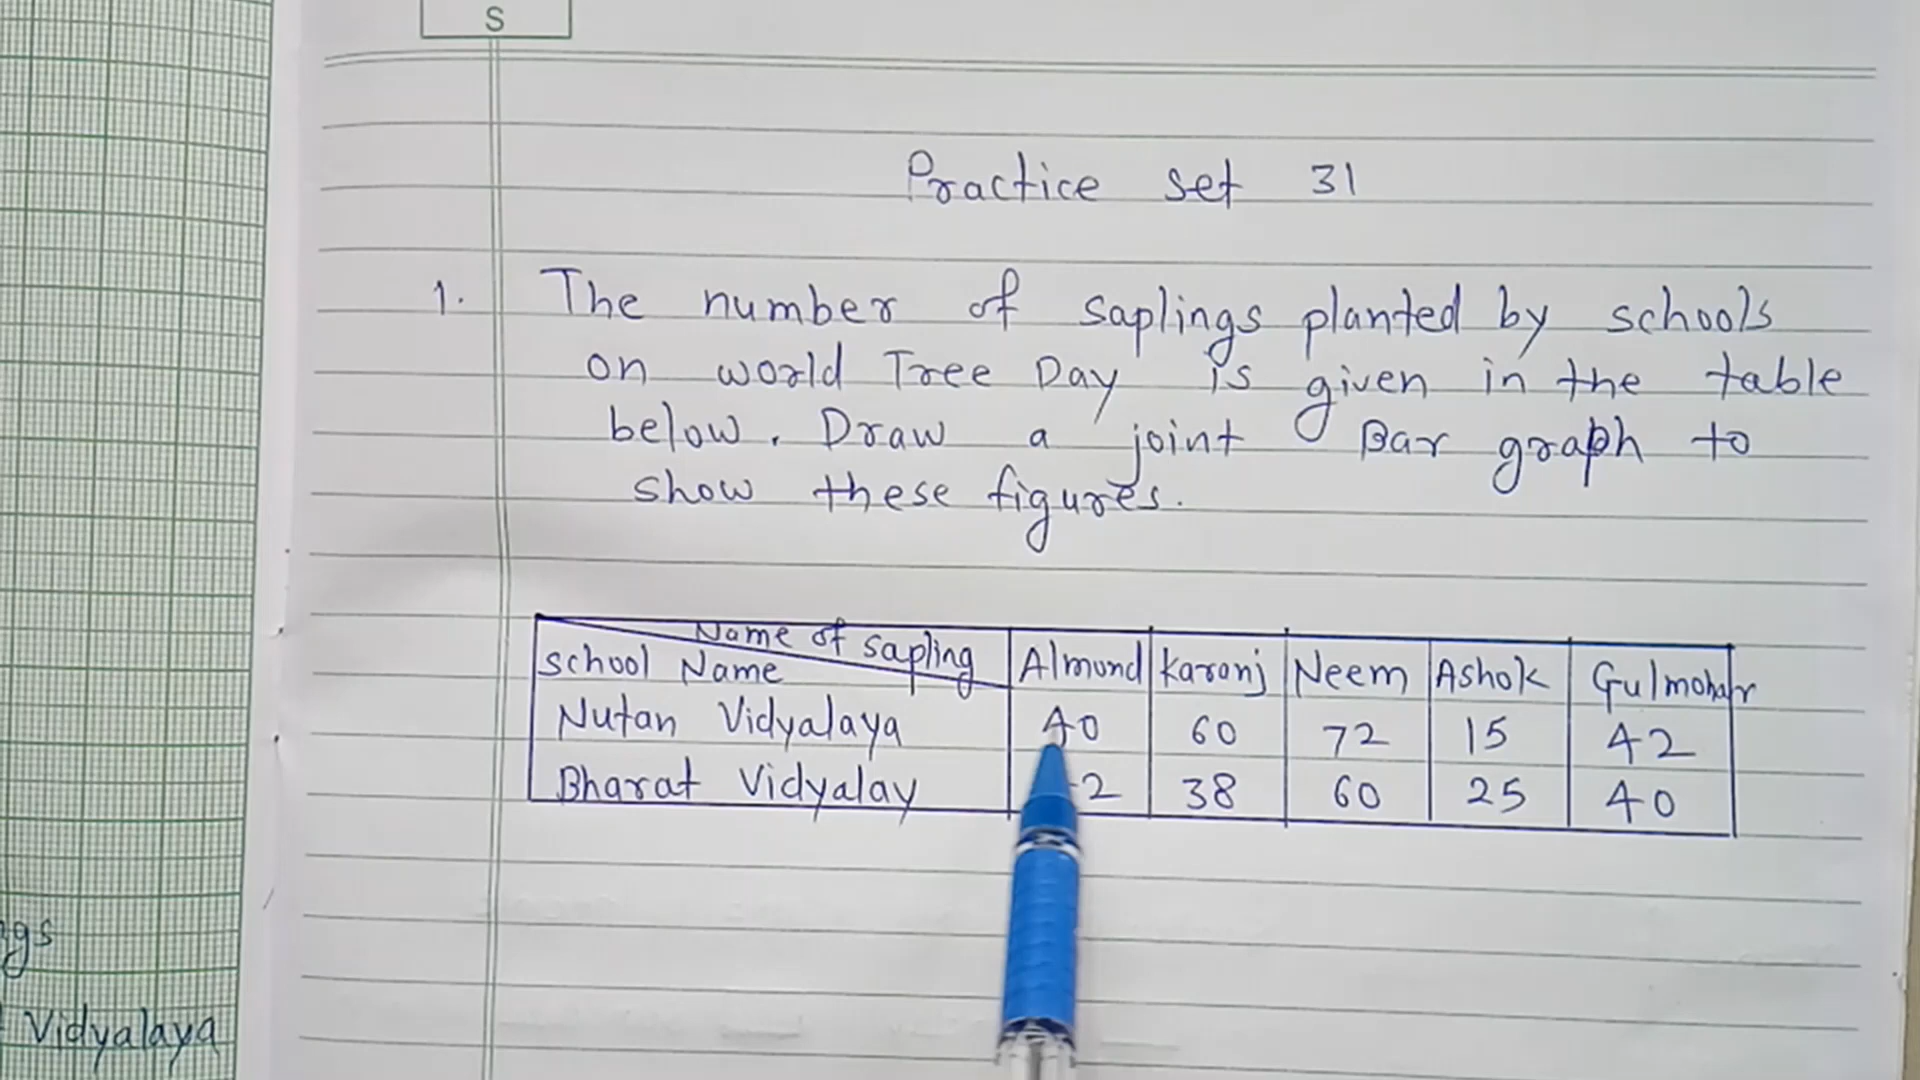 S
Practice set 31
1. The number of saplings planted by schools
on world Tree Day is given in the table
below. Draw a joint Bar graph to
show these figures.
Name of sapling
School Name Almond Karanj Neem Ashok Gulmohar
Nutan Vidyalaya 40 60 72 15 42
Bharat Vidyalay 2 38 60 25 40
gs
Vidyalaya